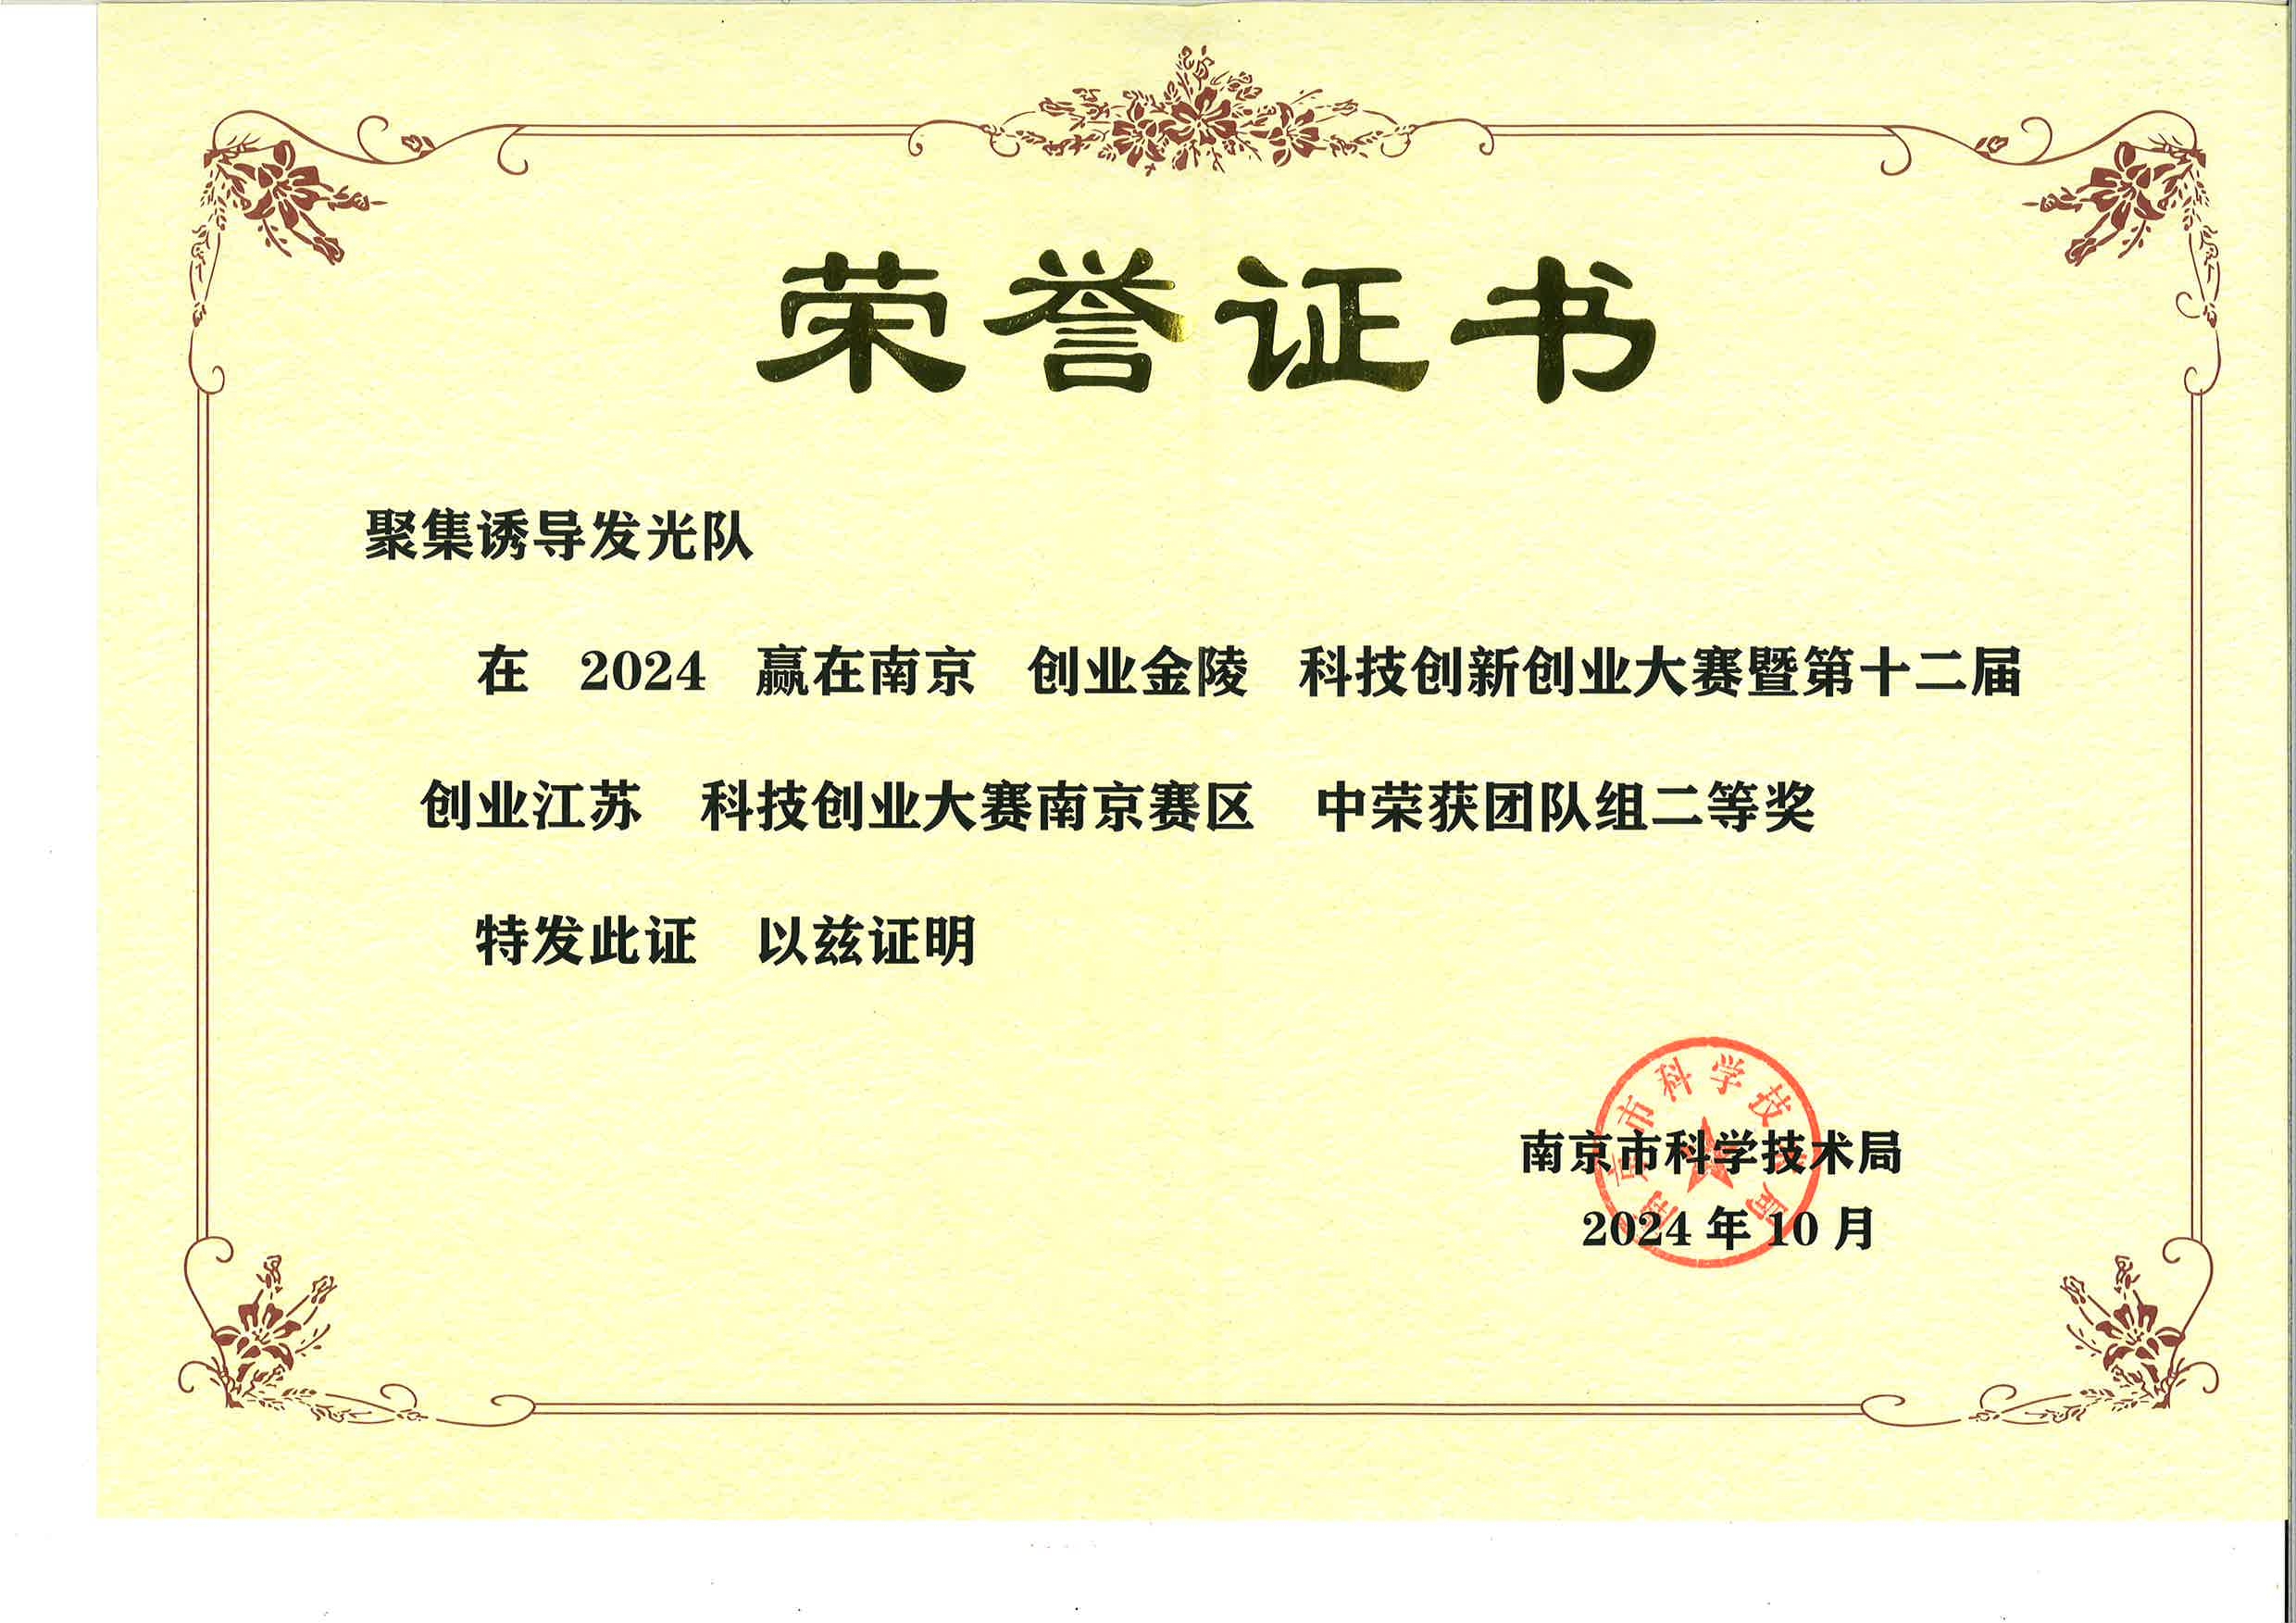 荣誉证书
聚集诱导发光队
在 2024 赢在南京 创业金陵 科技创新创业大赛暨第十二届
创业江苏 科技创业大赛南京赛区 中荣获团队组二等奖
特发此证 以兹证明
南京市科学技术局
南京市科学技术局
2024 年 10 月